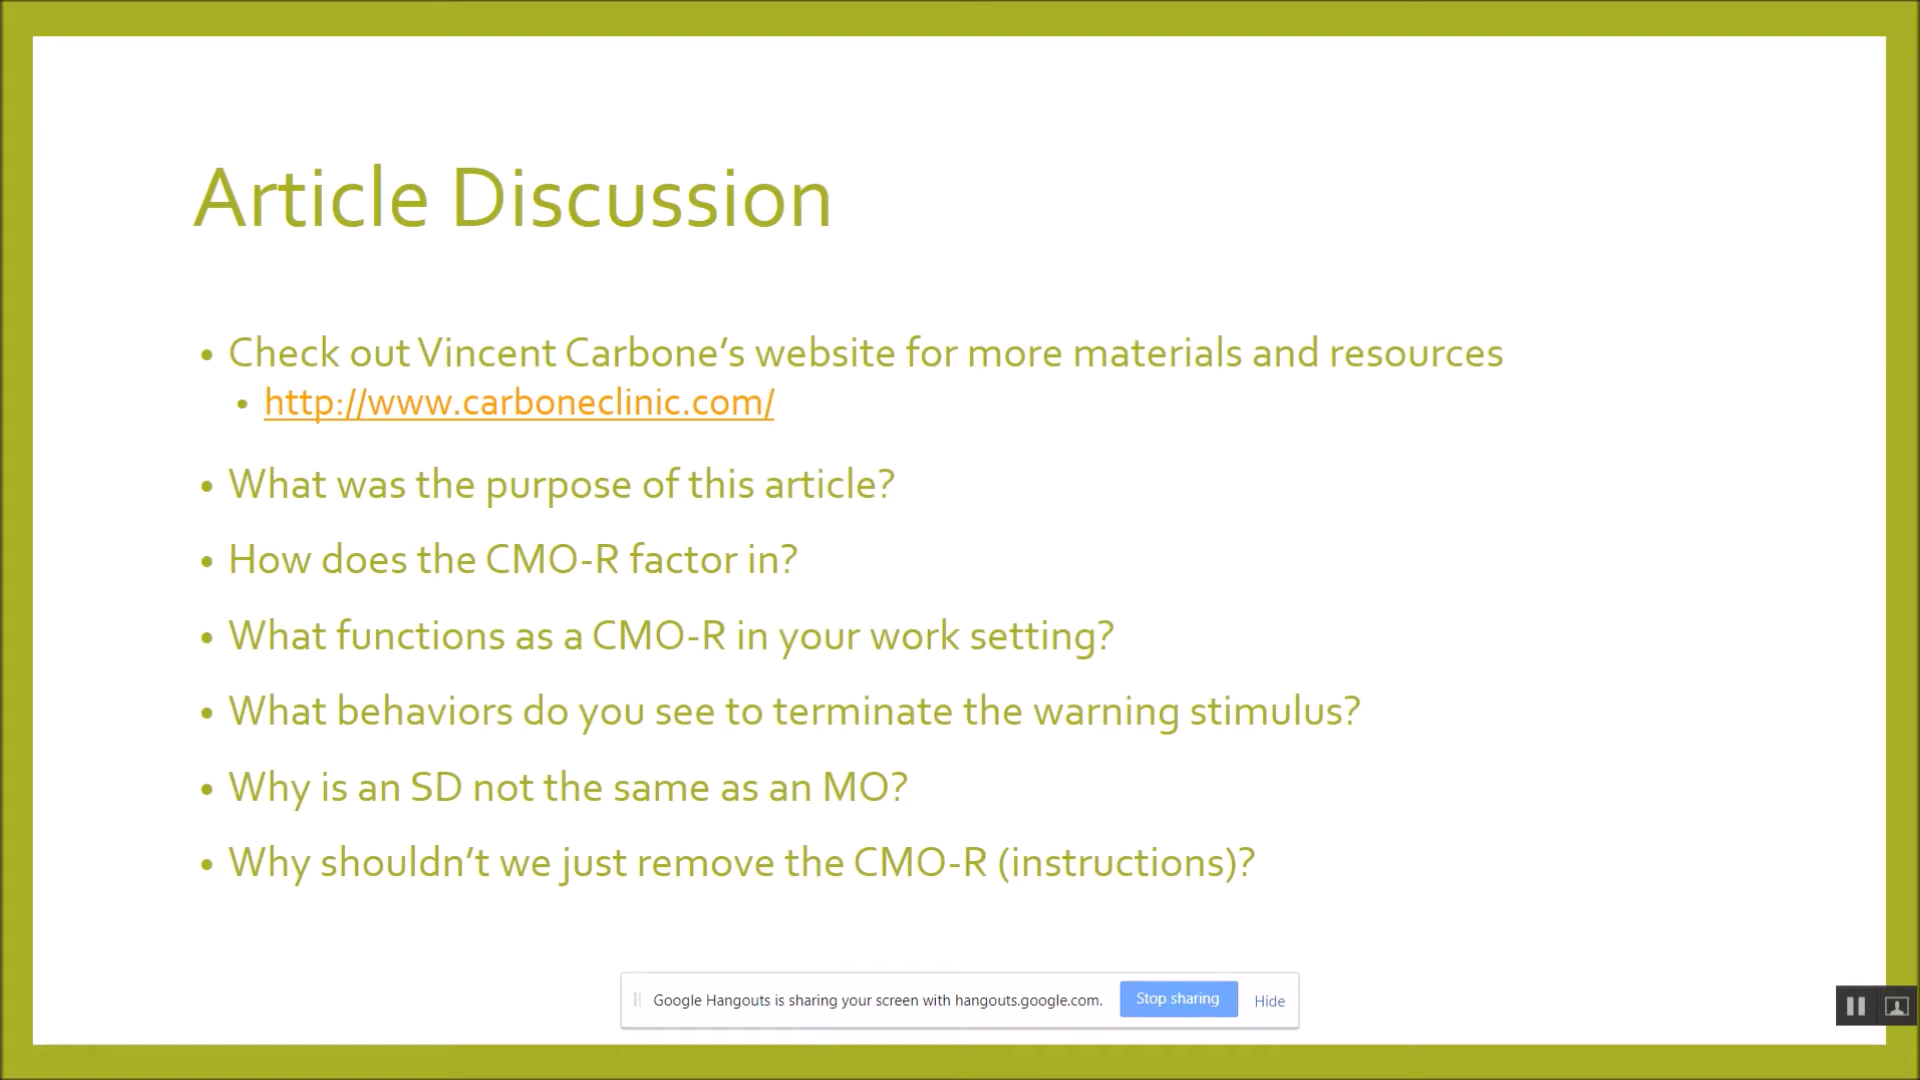 Article Discussion
• Check out Vincent Carbone’s website for more materials and resources
• http://www.carboneclinic.com/
• What was the purpose of this article?
• How does the CMO-R factor in?
• What functions as a CMO-R in your work setting?
• What behaviors do you see to terminate the warning stimulus?
• Why is an SD not the same as an MO?
• Why shouldn’t we just remove the CMO-R (instructions)?
Google Hangouts is sharing your screen with hangouts.google.com. Stop sharing Hide